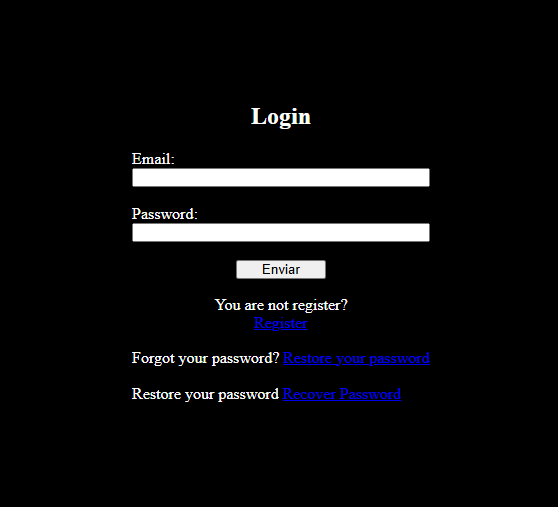 Login
Email:
Password:
Enviar
You are not register?
Register
Forgot your password? Restore your password
Restore your password Recover Password